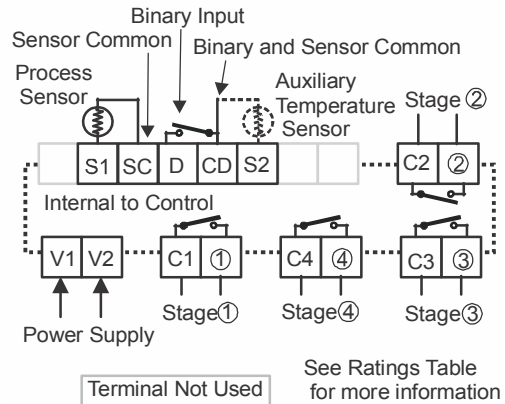 Binary Input
Sensor Common
Binary and Sensor Common
Process
Sensor
Auxiliary
Temperature
Sensor
Stage ②
S1 SC D CD S2
C2 ②
Internal to Control
V1 V2
C1 ①
C4 ④
C3 ③
Stage①
Stage④
Stage③
Power Supply
Terminal Not Used
See Ratings Table
for more information